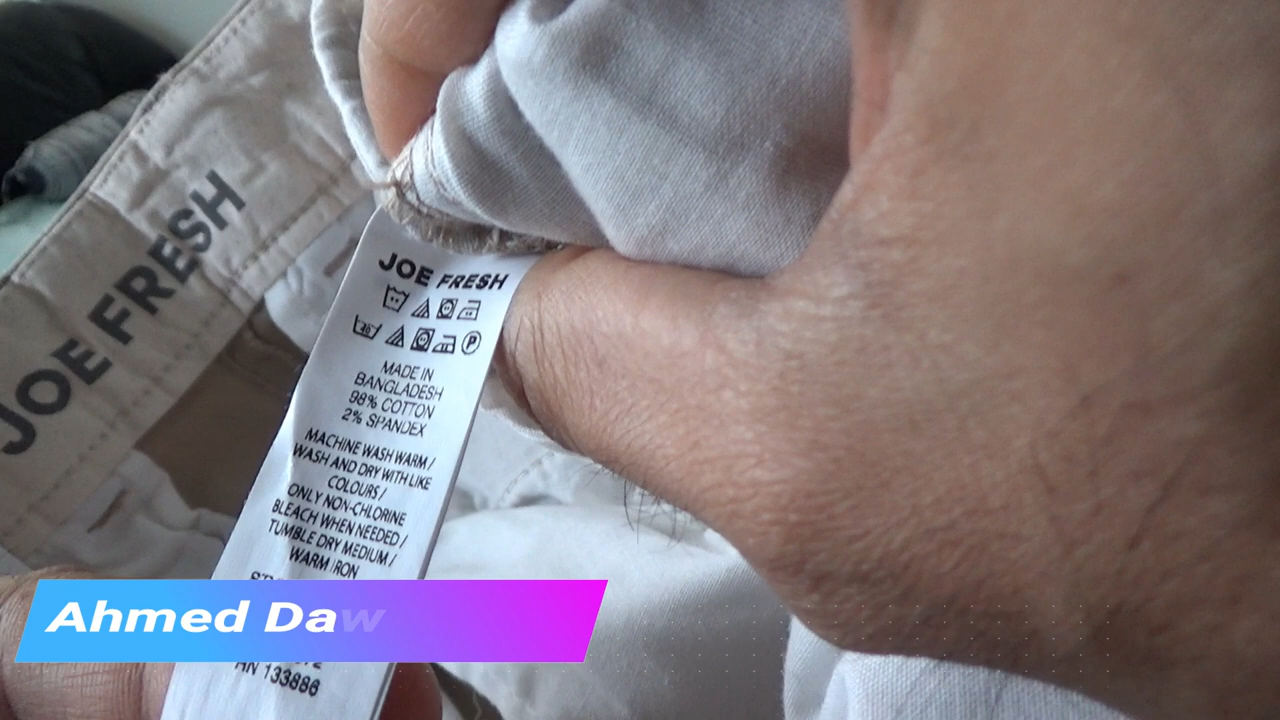 JOE FRESH
JOE FRESH
MADE IN
BANGLADESH
98% COTTON
2% SPANDEX
MACHINE WASH WARM /
WASH AND DRY WITH LIKE
COLOURS /
ONLY NON-CHLORINE
BLEACH WHEN NEEDED /
TUMBLE DRY MEDIUM /
WARM IRON
133886
Ahmed Daw